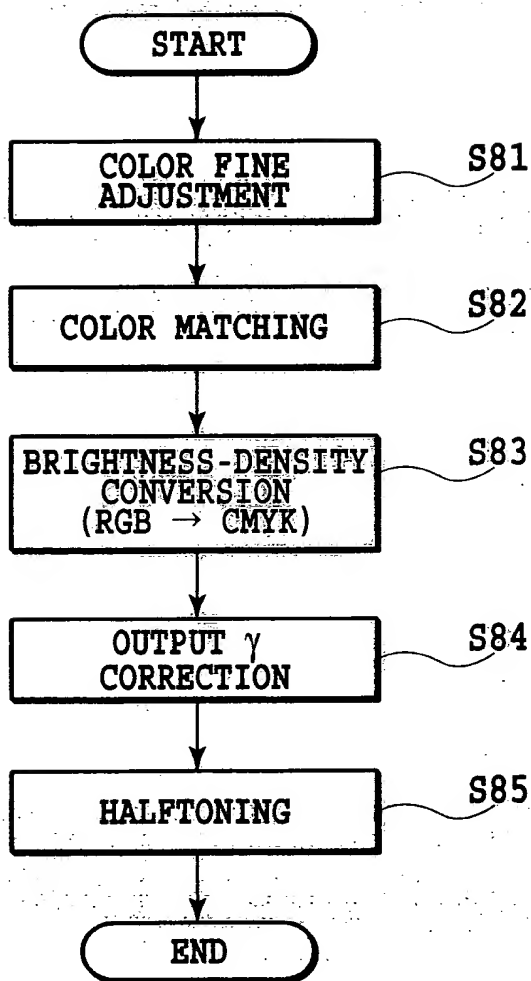 START
COLOR FINE
ADJUSTMENT
S81
COLOR MATCHING
S82
BRIGHTNESS-DENSITY
CONVERSION
(RGB → CMYK)
S83
OUTPUT γ
CORRECTION
S84
HALFTONING
S85
END